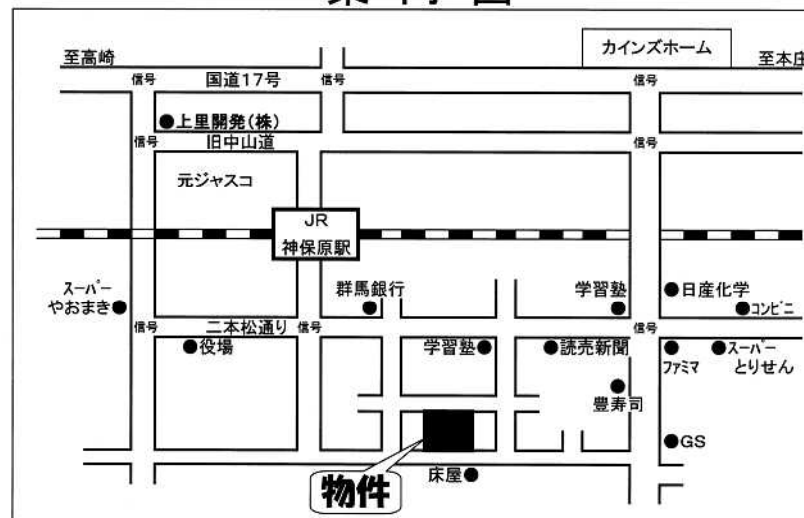 案内図
カインズホーム
至高崎
至本庄
信号
国道17号
信号
信号
●上里開発(株)
信号
旧中山道
信号
元ジャスコ
JR
神保原駅
スーパー
やおまき●
群馬銀行
学習塾
●日産化学
●コンビニ
信号
二本松通り
信号
信号
●役場
学習塾●
●読売新聞
ファミマ
●スーパー
とりせん
豊寿司
●GS
物件
床屋●